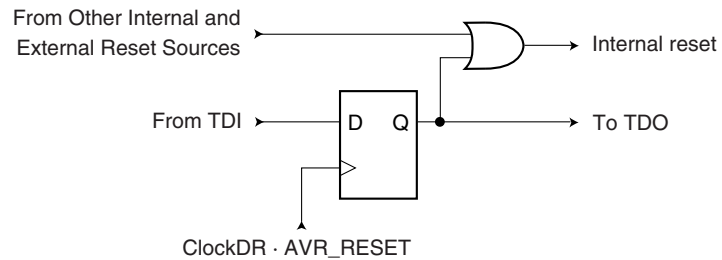 From Other Internal and
External Reset Sources
Internal reset
From TDI
D
Q
To TDO
ClockDR · AVR_RESET